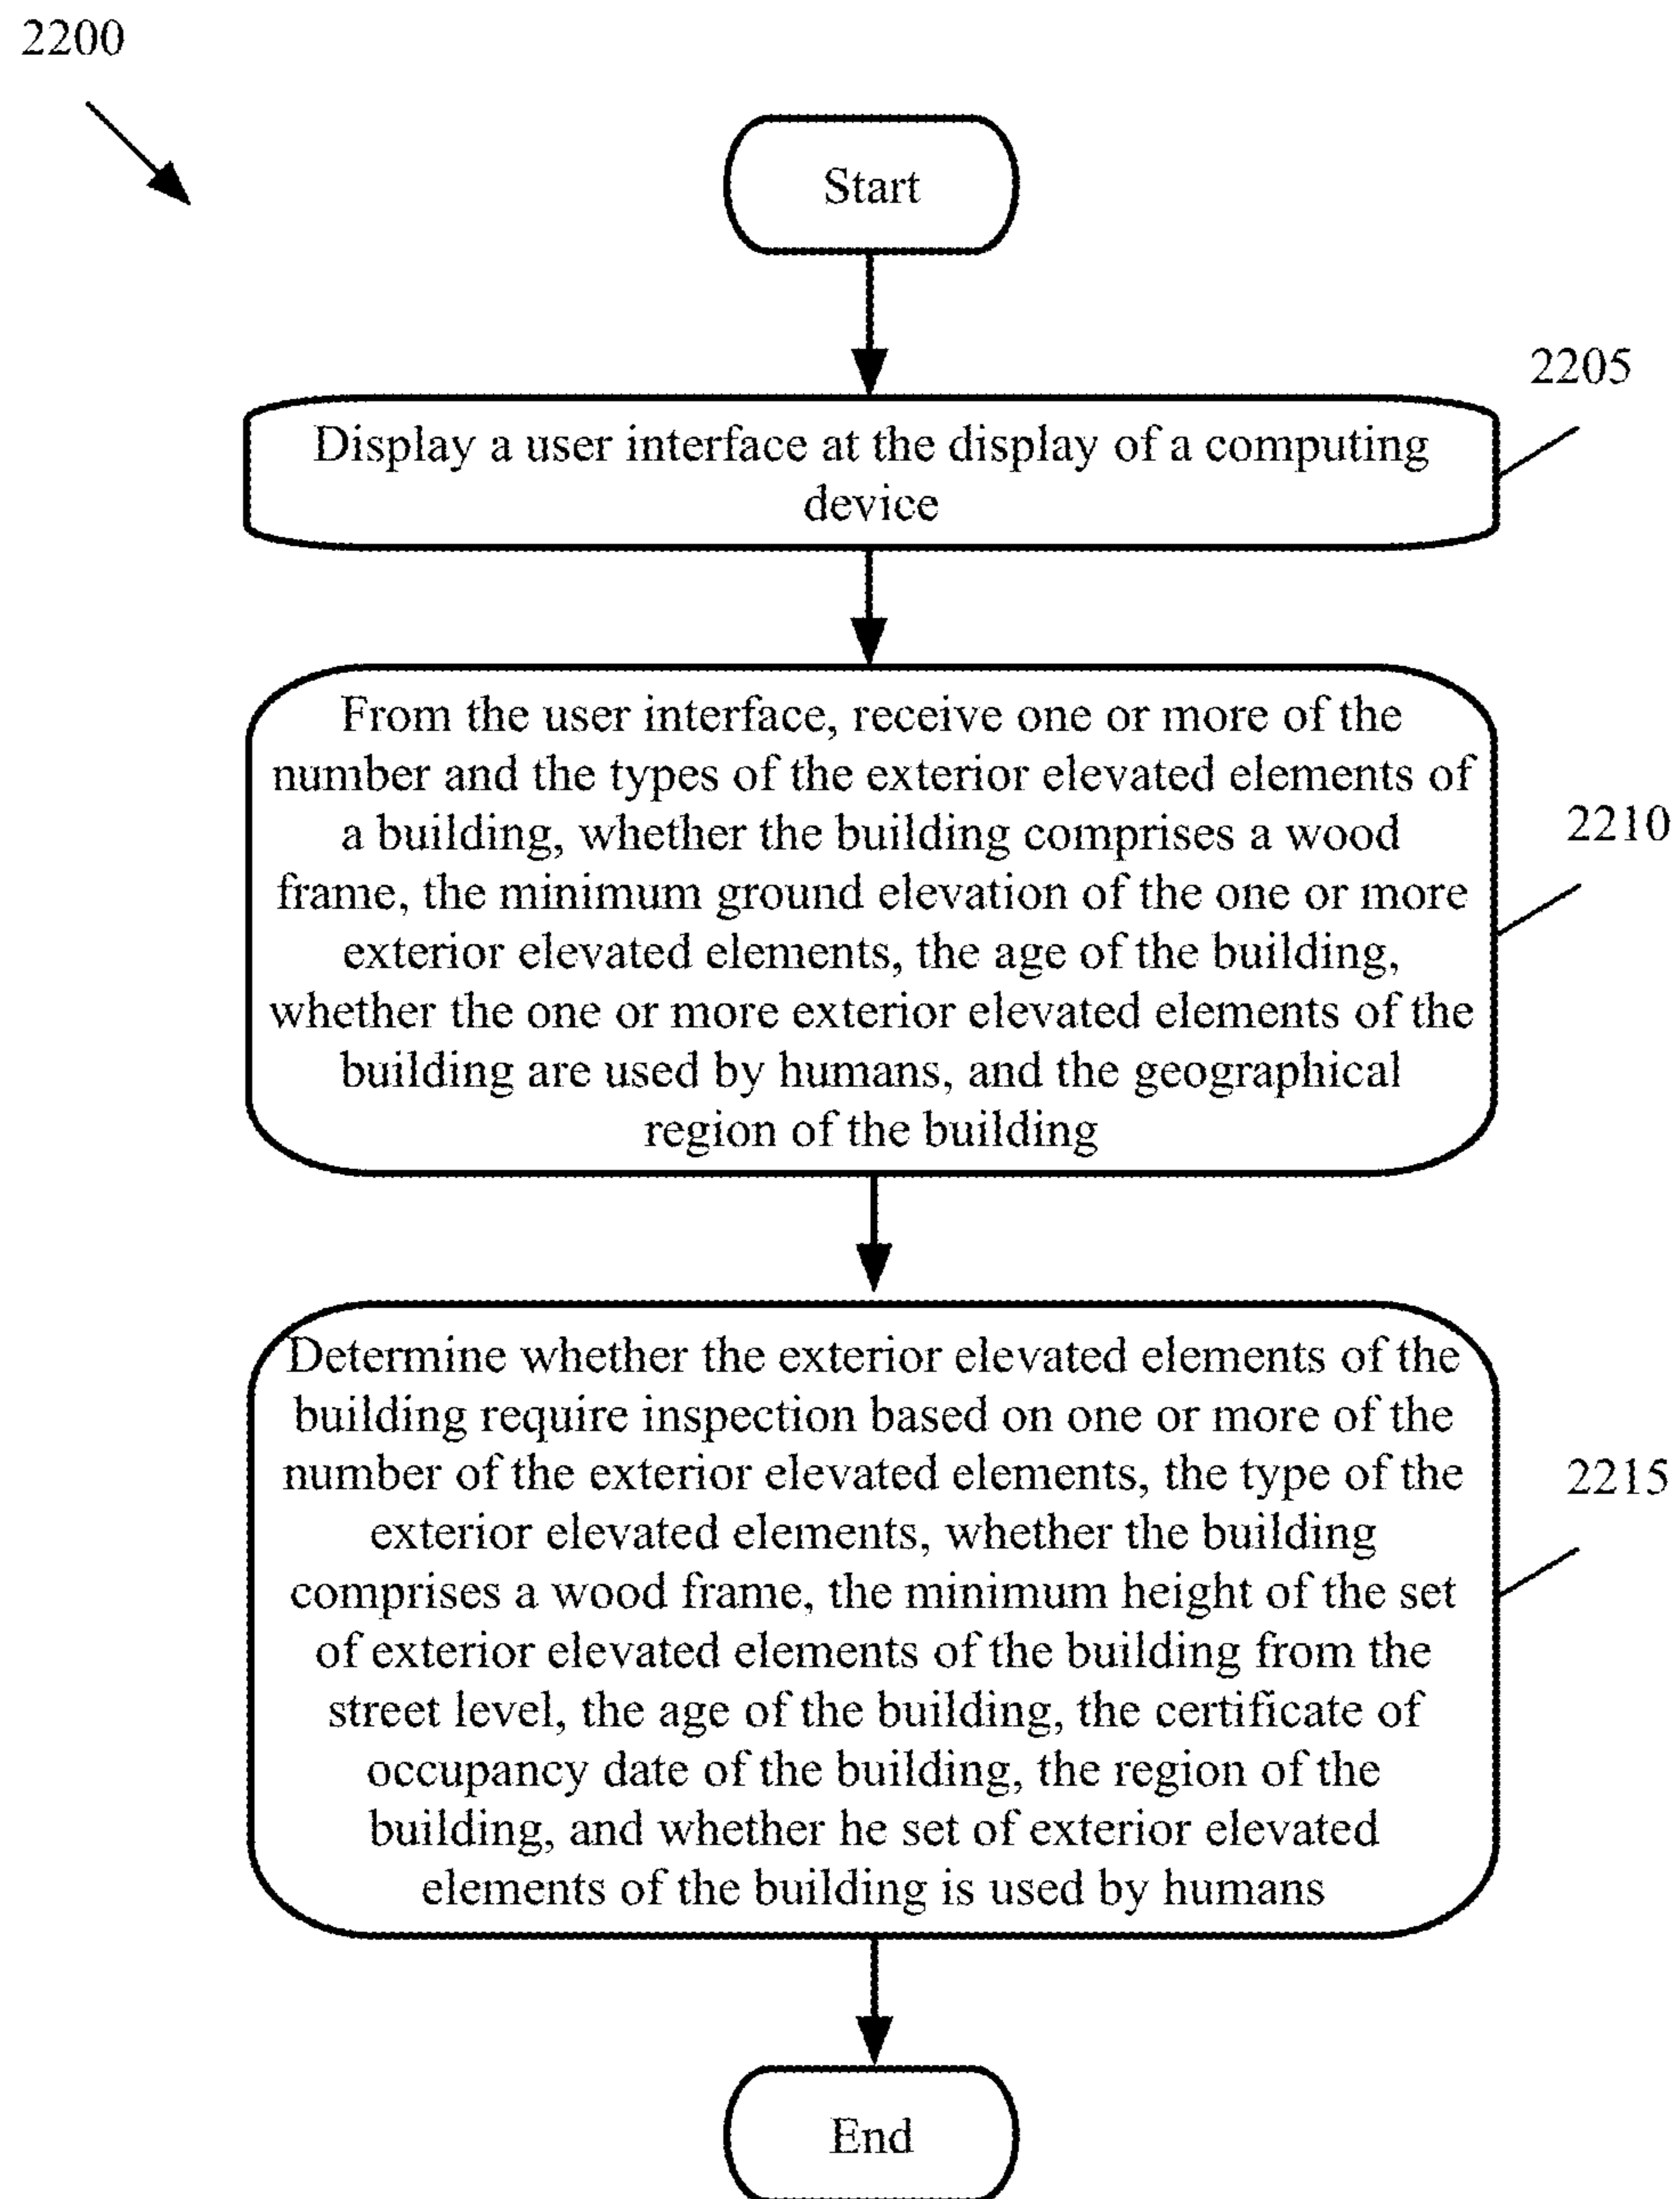 2200
Start
2205
Display a user interface at the display of a computing
device
From the user interface, receive one or more of the
number and the types of the exterior elevated elements of
a building, whether the building comprises a wood
2210
frame, the minimum ground elevation of the one or more
exterior elevated elements, the age of the building,
whether the one or more exterior elevated elements of the
building are used by humans, and the geographical
region of the building
Determine whether the exterior elevated elements of the
building require inspection based on one or more of the
number of the exterior elevated elements, the type of the
2215
exterior elevated elements, whether the building
comprises a wood frame, the minimum height of the set
of exterior elevated elements of the building from the
street level, the age of the building, the certificate of
occupancy date of the building, the region of the
building, and whether he set of exterior elevated
elements of the building is used by humans
End